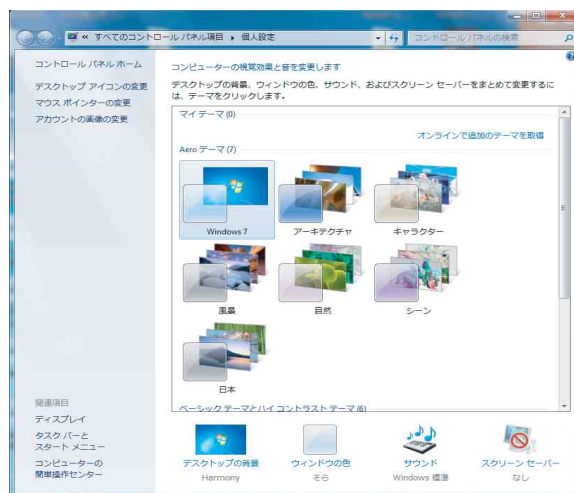 « すべてのコントロール パネル項目 ▸ 個人設定
コントロール パネルの検索
コントロール パネル ホーム
デスクトップ アイコンの変更
マウス ポインターの変更
アカウントの画像の変更
コンピューターの視覚効果と音を変更します
デスクトップの背景、ウィンドウの色、サウンド、およびスクリーン セーバーをまとめて変更するに
は、テーマをクリックします。
マイ テーマ (0)
オンラインで追加のテーマを取得
Aero テーマ (7)
Windows 7
アーキテクチャ
キャラクター
風景
自然
シーン
日本
ベーシック テーマとハイ コントラスト テーマ (6)
関連項目
ディスプレイ
タスク バーと
スタート メニュー
コンピューターの
簡単操作センター
デスクトップの背景
Harmony
ウィンドウの色
そら
サウンド
Windows 標準
スクリーン セーバー
なし